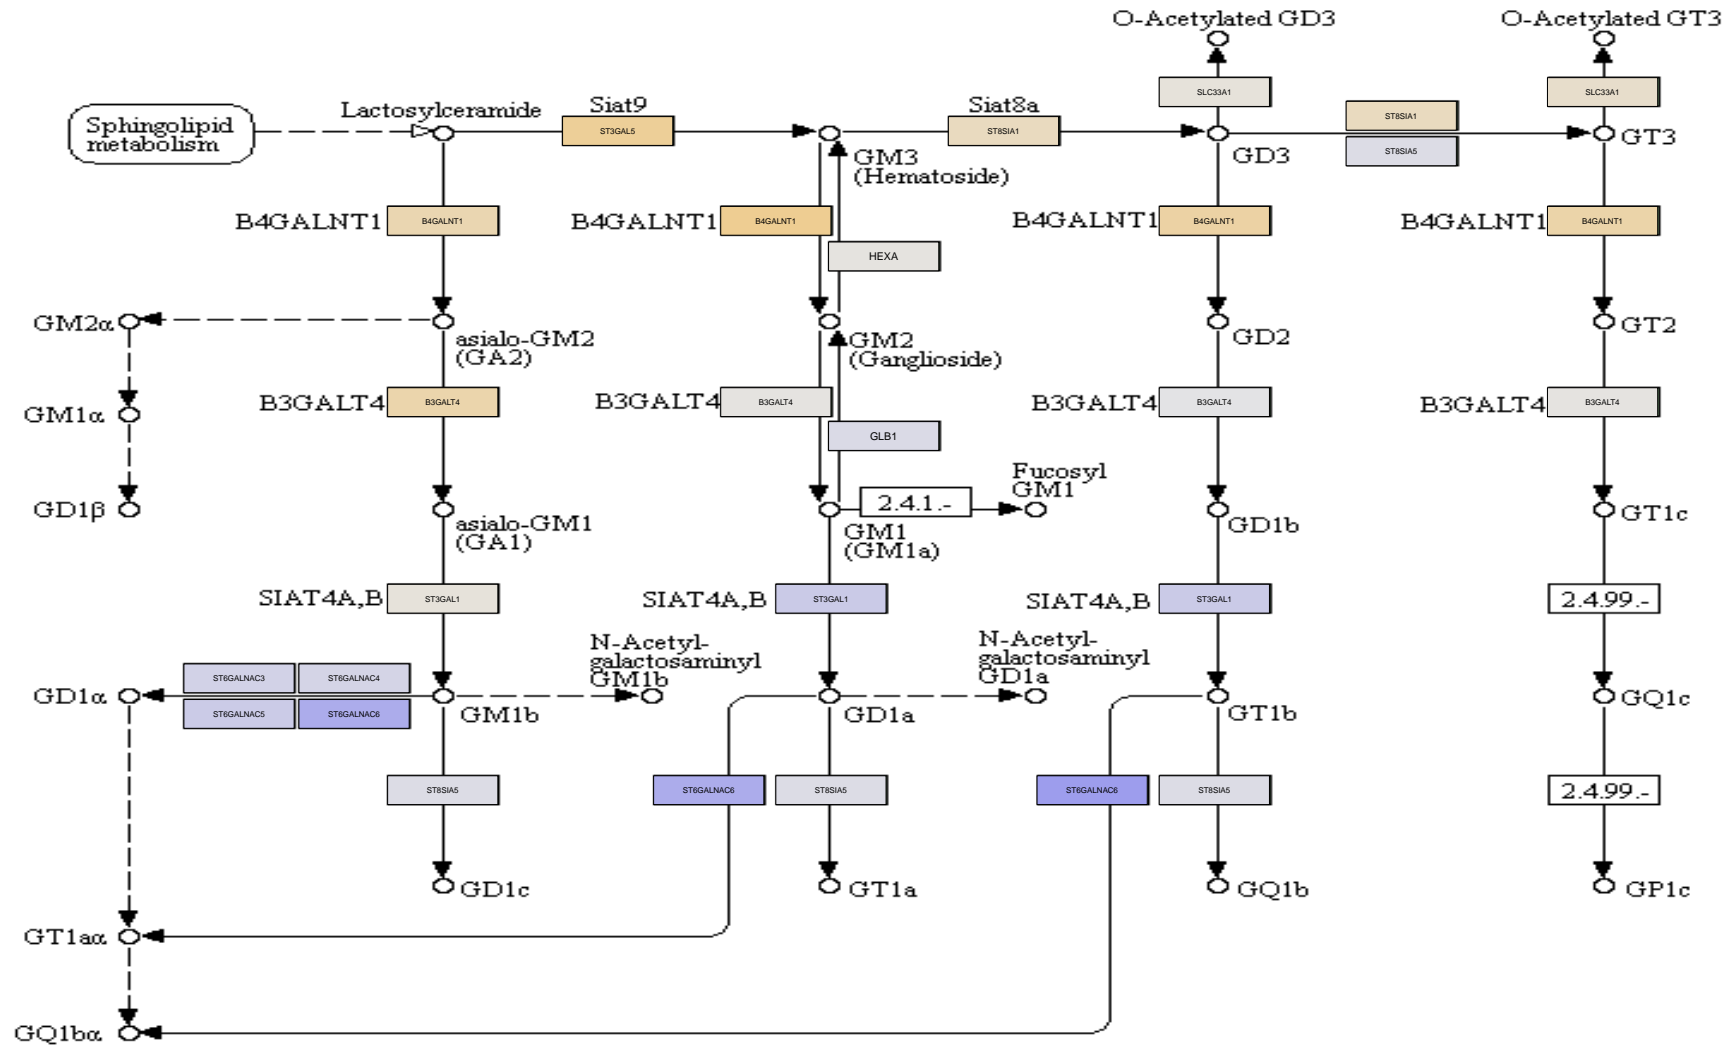 O-Acetylated GD3
O-Acetylated GT3
SLC33A1
SLC33A1
Sphingolipid
metabolism
Lactosylceramide
Siat9
ST3GAL5
Siat8a
ST8SIA1
ST8SIA1
ST8SIA5
GM3
(Hematoside)
GD3
GT3
B4GALNT1
B4GALNT1
B4GALNT1
B4GALNT1
B4GALNT1
B4GALNT1
B4GALNT1
B4GALNT1
HEXA
GM2α
asialo-GM2
(GA2)
GM2
(Ganglioside)
GD2
GT2
GM1α
B3GALT4
B3GALT4
B3GALT4
B3GALT4
B3GALT4
B3GALT4
B3GALT4
B3GALT4
GLB1
Fucosyl
GM1
2.4.1.-
GD1β
asialo-GM1
(GA1)
GM1
(GM1a)
GD1b
GT1c
SIAT4A,B
ST3GAL1
SIAT4A,B
ST3GAL1
SIAT4A,B
ST3GAL1
2.4.99.-
N-Acetyl-
galactosaminyl
GM1b
N-Acetyl-
galactosaminyl
GD1a
ST6GALNAC3
ST6GALNAC4
ST6GALNAC5
ST6GALNAC6
GD1α
GM1b
GD1a
GT1b
GQ1c
ST8SIA5
ST6GALNAC6
ST8SIA5
ST6GALNAC6
ST8SIA5
2.4.99.-
GD1c
GT1a
GQ1b
GP1c
GT1aα
GQ1bα